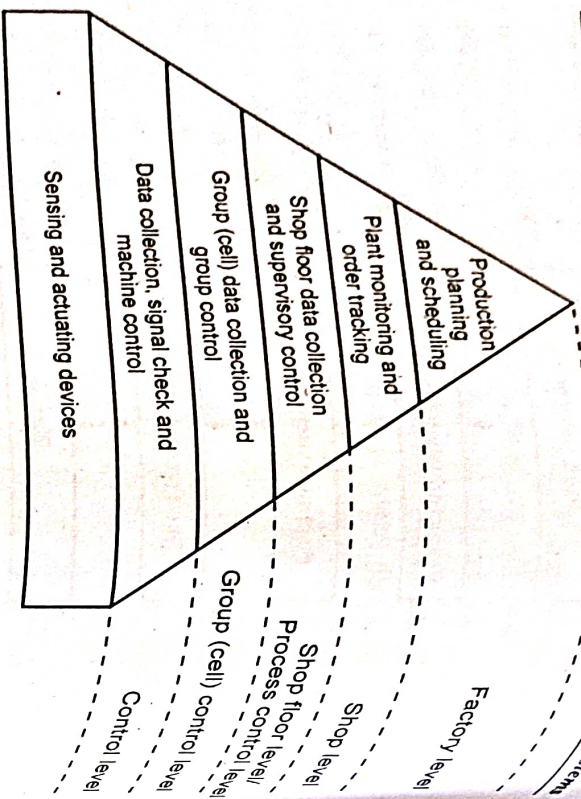 Production
planning
and scheduling
Plant monitoring and
order tracking
Shop floor data collection
and supervisory control
Group (cell) data collection and
group control
Data collection, signal check and
machine control
Sensing and actuating devices
Factory level
Shop level
Shop floor level/
Process control level
Group (cell) control level
Control level